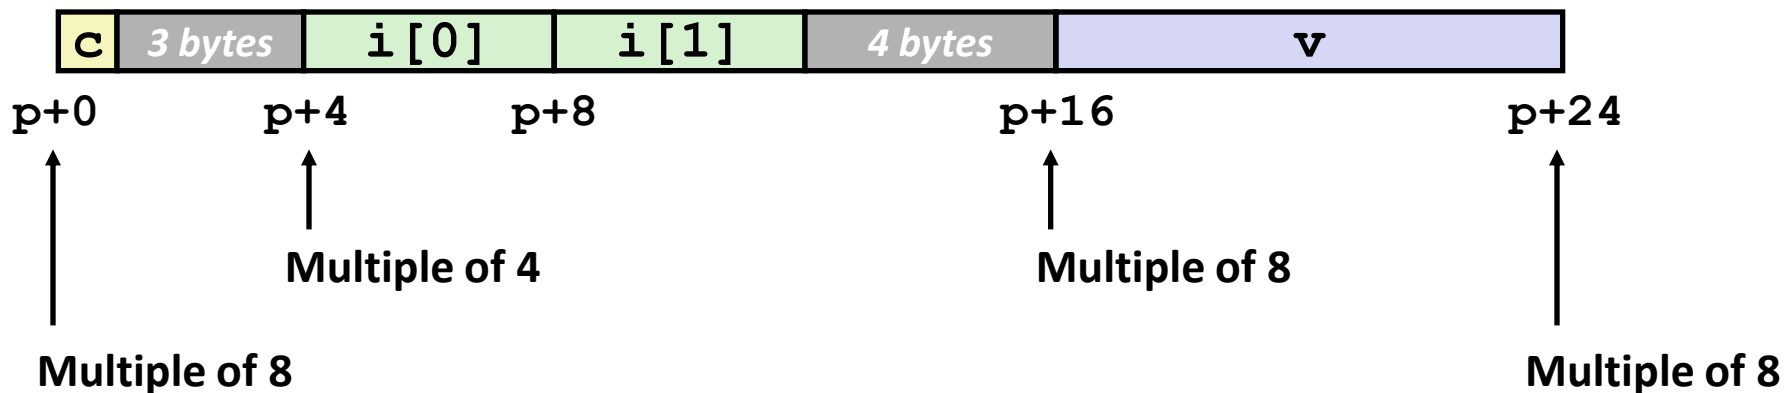 c 3 bytes i[0] i[1] 4 bytes v
p+0 p+4 p+8 p+16 p+24
Multiple of 4 Multiple of 8
Multiple of 8 Multiple of 8